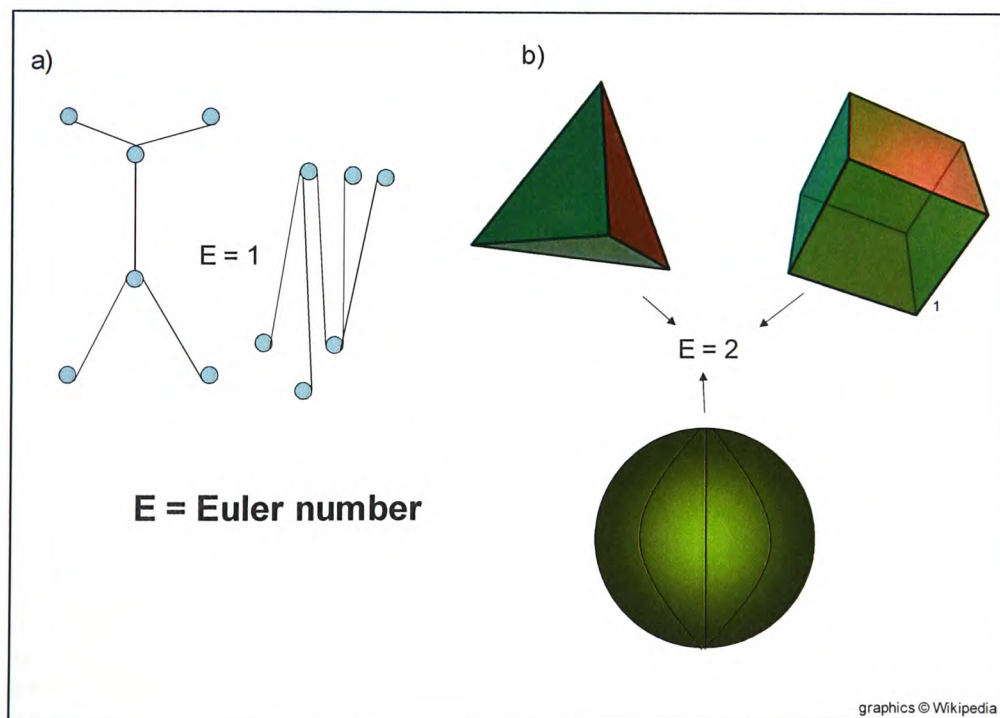 a)
b)
E = 1
1
E = 2
E = Euler number
graphics © Wikipedia